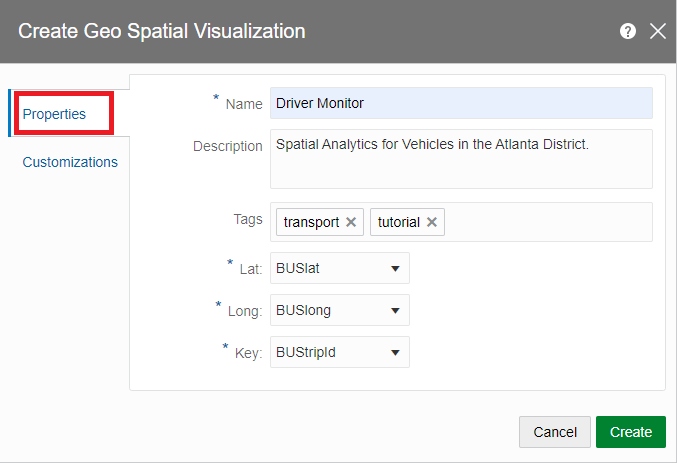 Create Geo Spatial Visualization
?
Properties
Customizations
* Name Driver Monitor
Description Spatial Analytics for Vehicles in the Atlanta District.
Tags transport tutorial
* Lat: BUSlat
* Long: BUSlong
* Key: BUStripId
Cancel Create